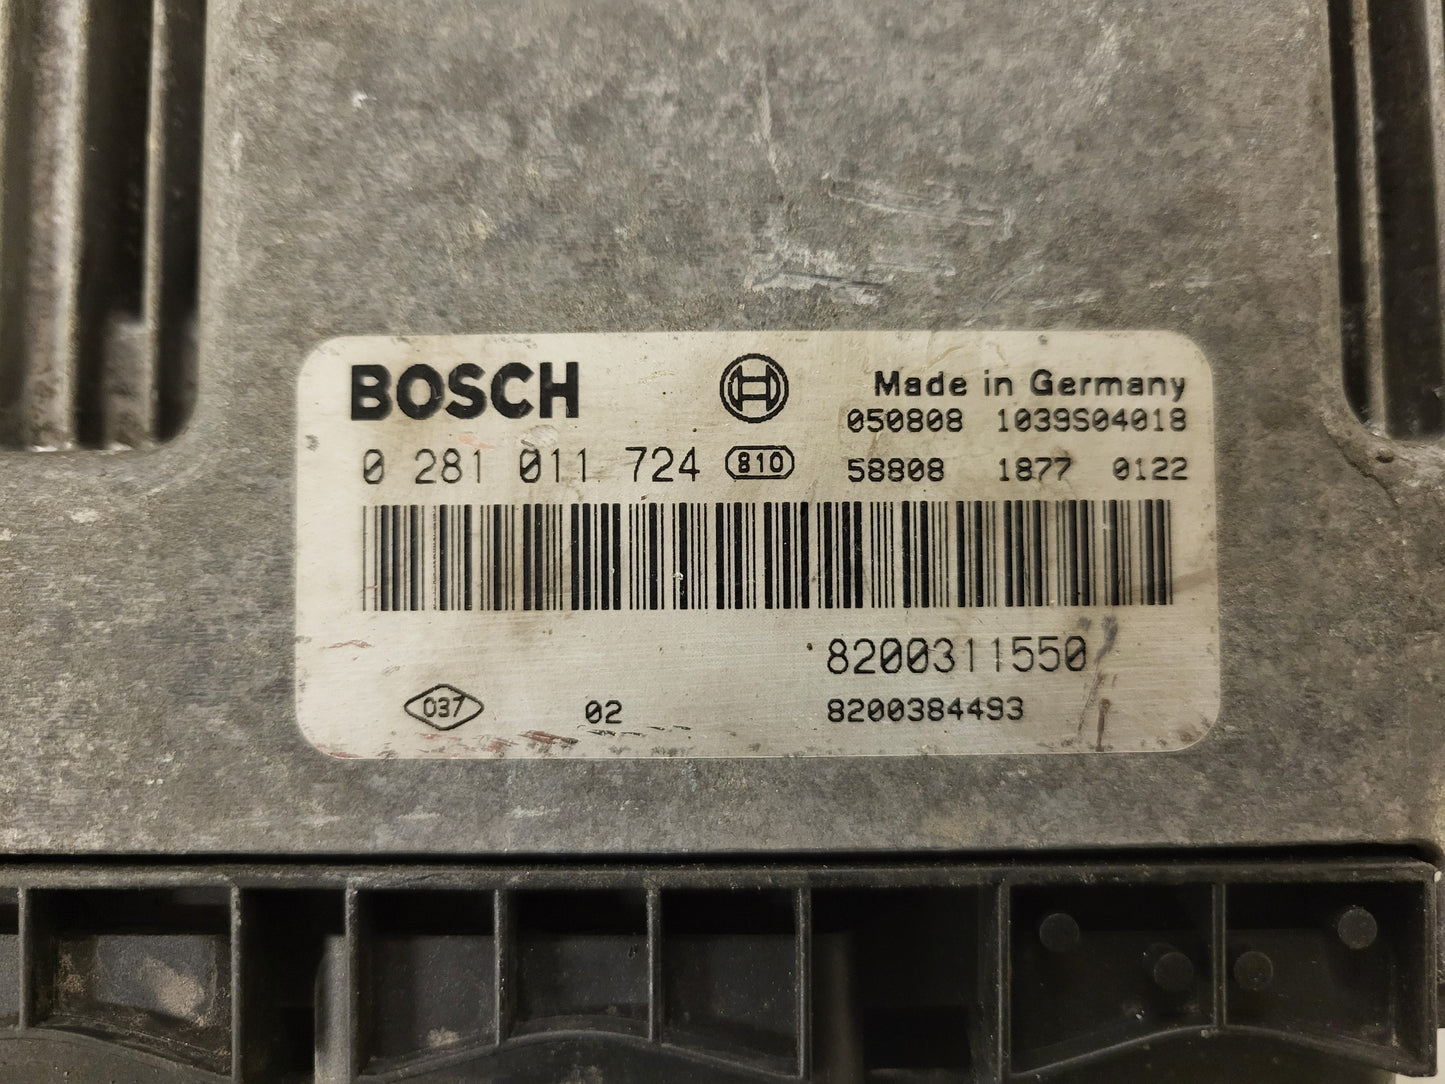 BOSCH
Made in Germany
050808 1039S04018
0 281 011 724 810
58808 1877 0122
8200311550
037 02 8200384493